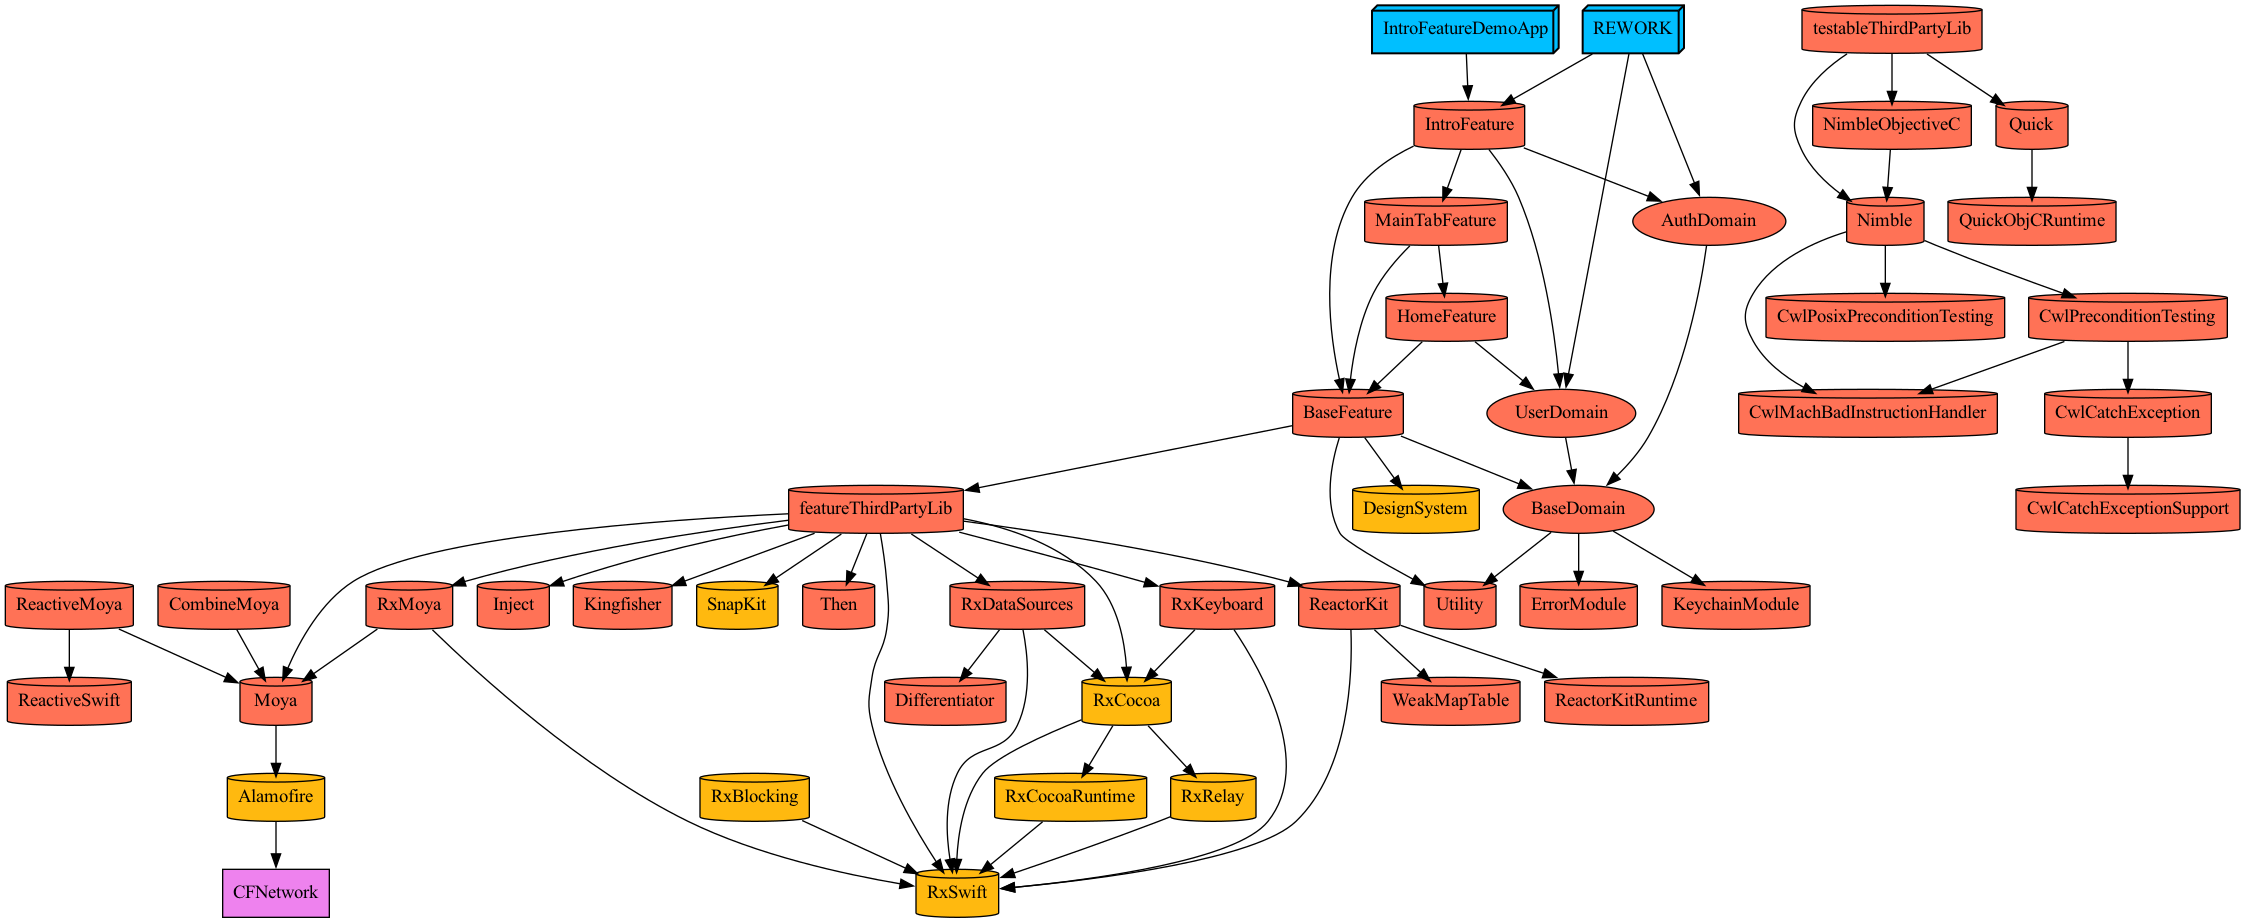 IntroFeatureDemoApp
REWORK
testableThirdPartyLib
IntroFeature
NimbleObjectiveC
Quick
MainTabFeature
AuthDomain
Nimble
QuickObjCRuntime
HomeFeature
CwlPosixPreconditionTesting
CwlPreconditionTesting
BaseFeature
UserDomain
CwlMachBadInstructionHandler
CwlCatchException
featureThirdPartyLib
DesignSystem
BaseDomain
CwlCatchExceptionSupport
ReactiveMoya
CombineMoya
RxMoya
Inject
Kingfisher
SnapKit
Then
RxDataSources
RxKeyboard
ReactorKit
Utility
ErrorModule
KeychainModule
ReactiveSwift
Moya
Differentiator
RxCocoa
WeakMapTable
ReactorKitRuntime
Alamofire
RxBlocking
RxCocoaRuntime
RxRelay
CFNetwork
RxSwift